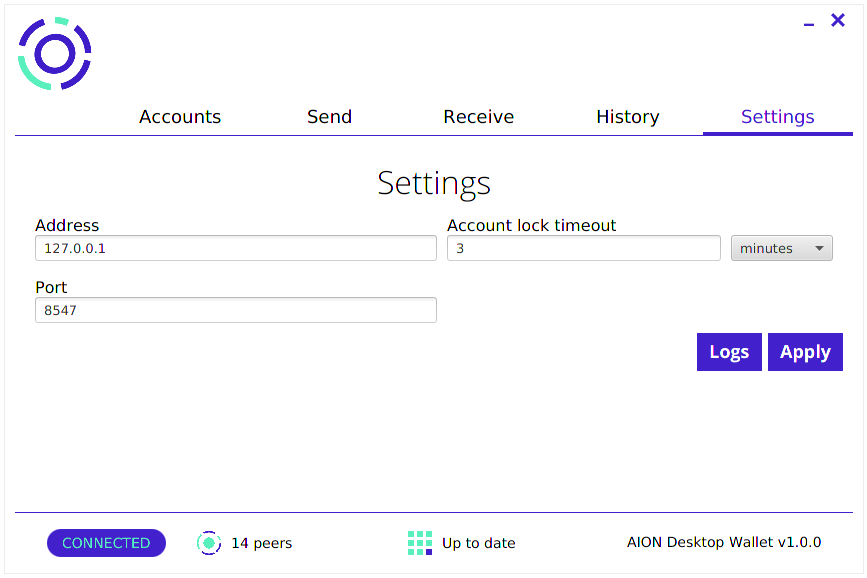 Accounts Send Receive History Settings
Settings
Address
127.0.0.1
Account lock timeout
3 minutes
Port
8547
Logs Apply
CONNECTED 14 peers Up to date AION Desktop Wallet v1.0.0